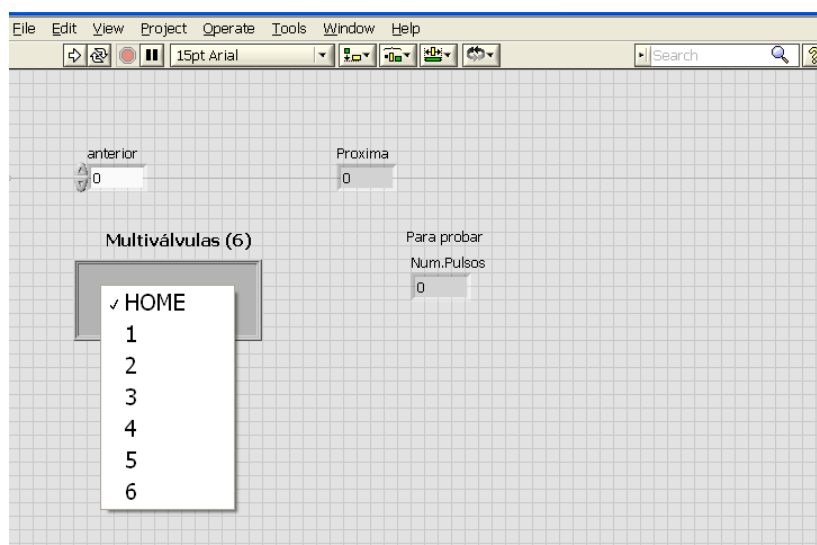 File Edit View Project Operate Tools Window Help
15pt Arial Search
anterior Proxima
0 0
Multiválvulas (6) Para probar
Num.Pulsos
0
✓ HOME
1
2
3
4
5
6